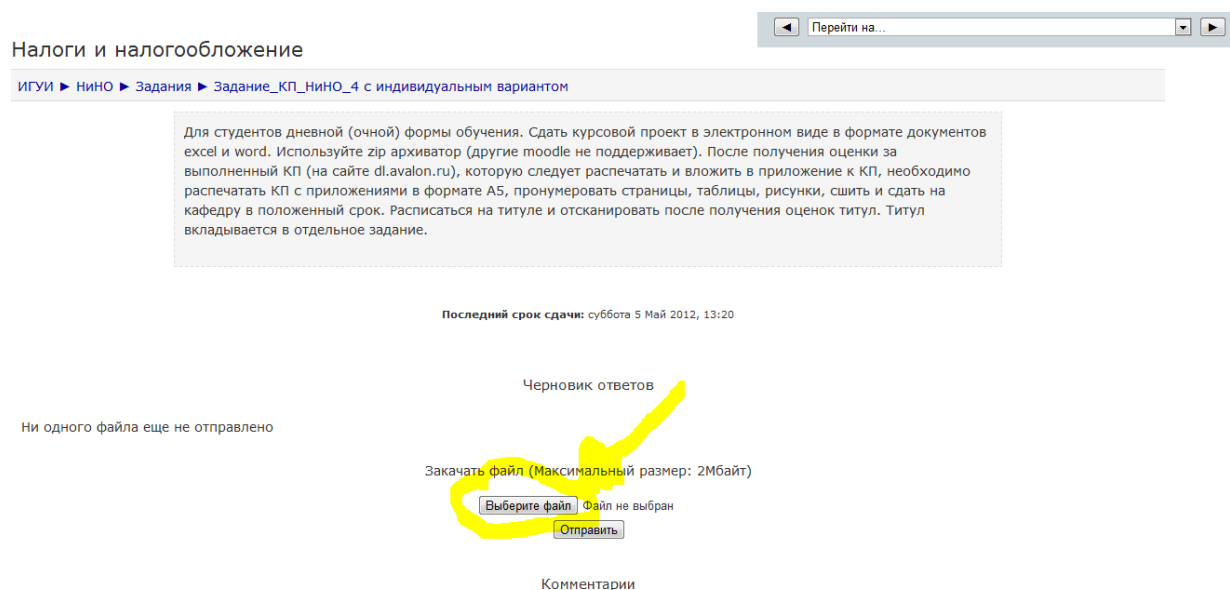 Перейти на...
Налоги и налогообложение
ИГУИ ► НиНО ► Задания ► Задание_КП_НиНО_4 с индивидуальным вариантом
Для студентов дневной (очной) формы обучения. Сдать курсовой проект в электронном виде в формате документов
excel и word. Используйте zip архиватор (другие moodle не поддерживает). После получения оценки за
выполненный КП (на сайте dl.avalon.ru), которую следует распечатать и вложить в приложение к КП, необходимо
распечатать КП с приложениями в формате А5, пронумеровать страницы, таблицы, рисунки, сшить и сдать на
кафедру в положенный срок. Расписаться на титуле и отсканировать после получения оценок титул. Титул
вкладывается в отдельное задание.
Последний срок сдачи: суббота 5 Май 2012, 13:20
Черновик ответов
Ни одного файла еще не отправлено
Закачать файл (Максимальный размер: 2Мбайт)
Выберите файл Файл не выбран
Отправить
Комментарии